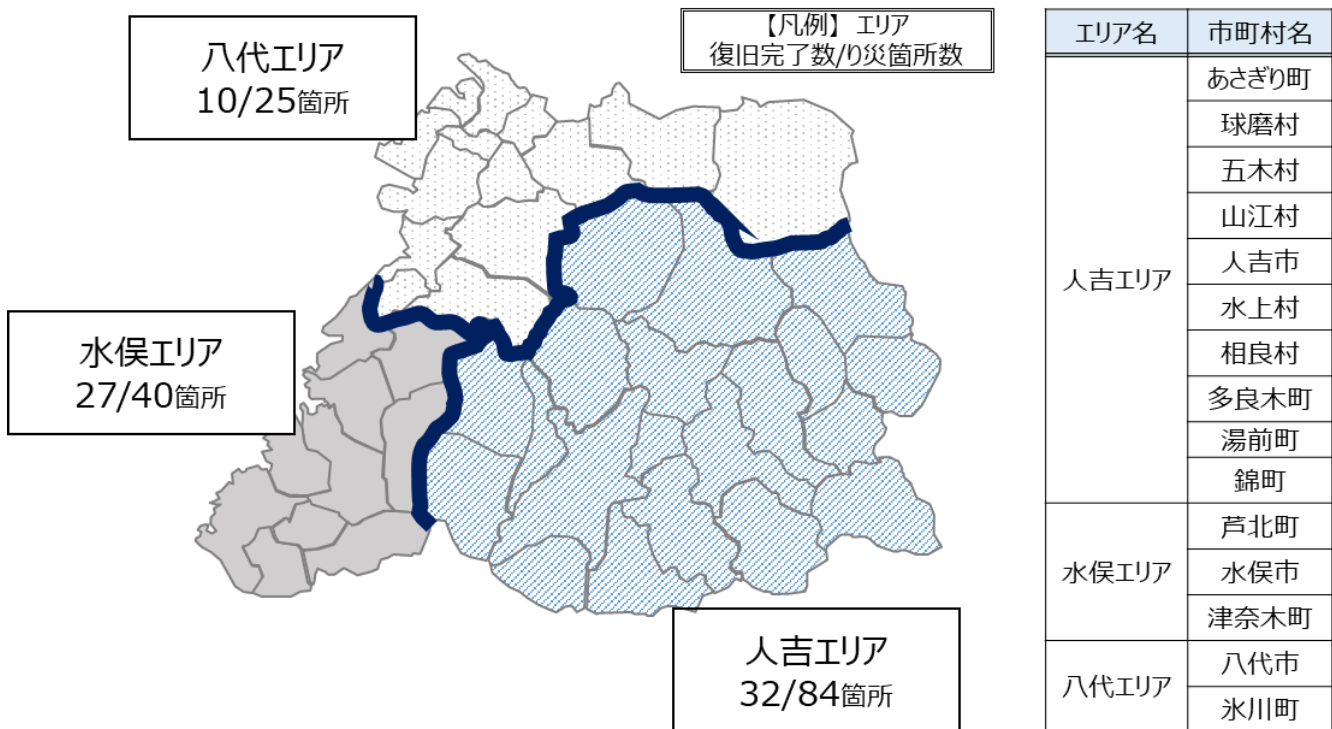 八代エリア
10/25箇所
【凡例】 エリア
復旧完了数/り災箇所数
水俣エリア
27/40箇所
人吉エリア
32/84箇所
エリア名 市町村名
人吉エリア
あさぎり町
球磨村
五木村
山江村
人吉市
水上村
相良村
多良木町
湯前町
錦町
水俣エリア
芦北町
水俣市
津奈木町
八代エリア
八代市
氷川町